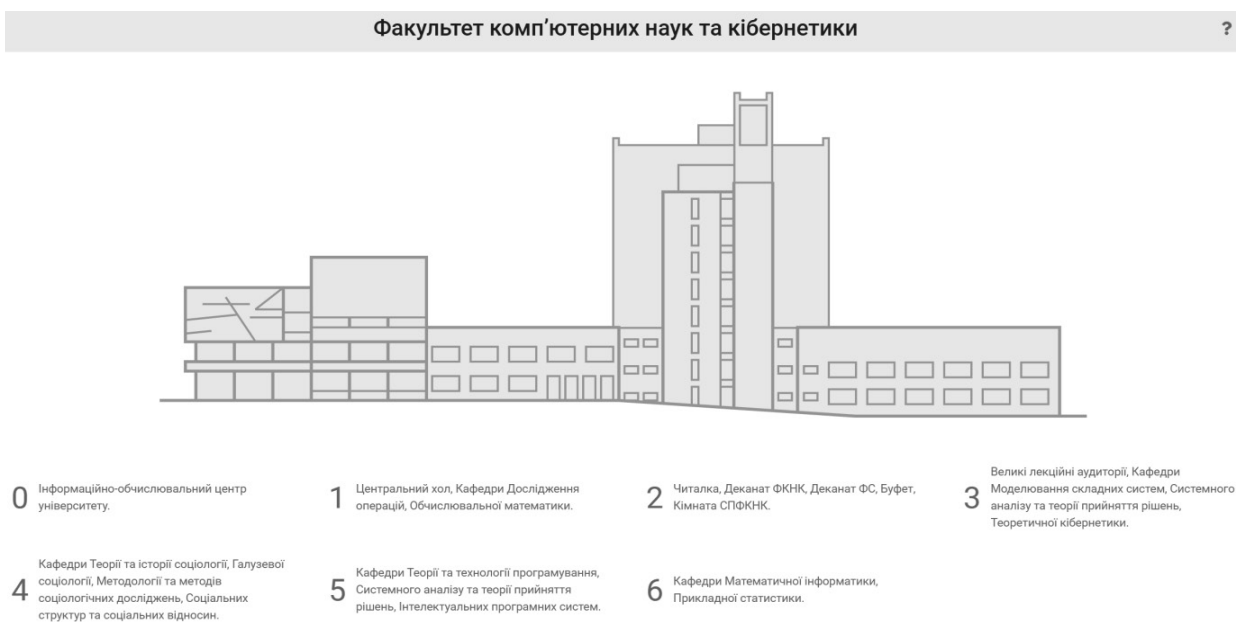 Факультет комп’ютерних наук та кібернетики
?
0
Інформаційно-обчислювальний центр
університету.
1
Центральний хол, Кафедри Дослідження
операцій, Обчислювальної математики.
2
Читалка, Деканат ФКНК, Деканат ФС, Буфет,
Кімната СПФКНК.
3
Великі лекційні аудиторії, Кафедри
Моделювання складних систем, Системного
аналізу та теорії прийняття рішень,
Теоретичної кібернетики.
4
Кафедри Теорії та історії соціології, Галузевої
соціології, Методології та методів
соціологічних досліджень, Соціальних
структур та соціальних відносин.
5
Кафедри Теорії та технології програмування,
Системного аналізу та теорії прийняття
рішень, Інтелектуальних програмних систем.
6
Кафедри Математичної інформатики,
Прикладної статистики.